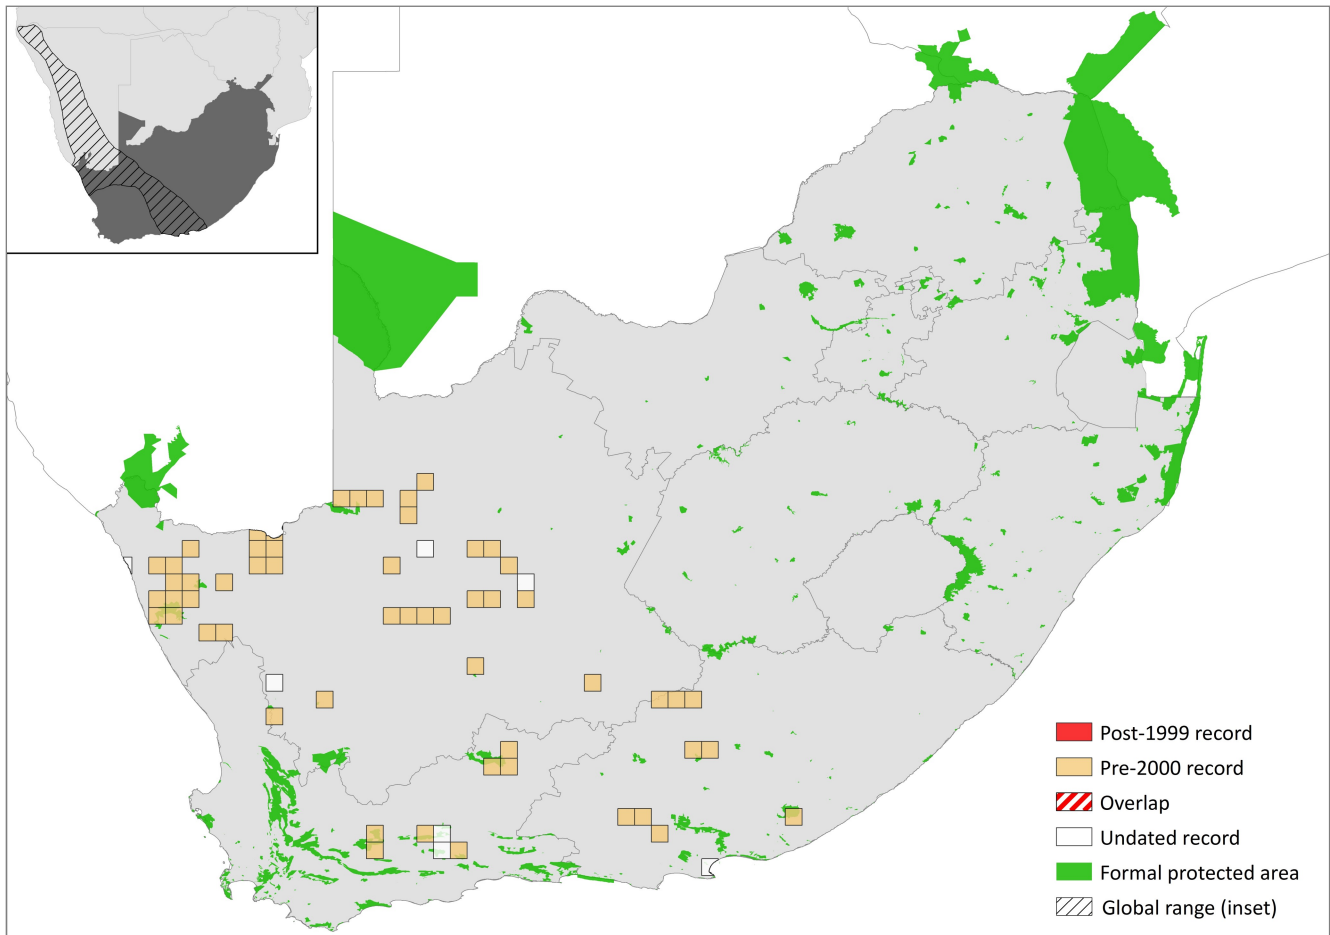 Post-1999 record
Pre-2000 record
Overlap
Undated record
Formal protected area
Global range (inset)